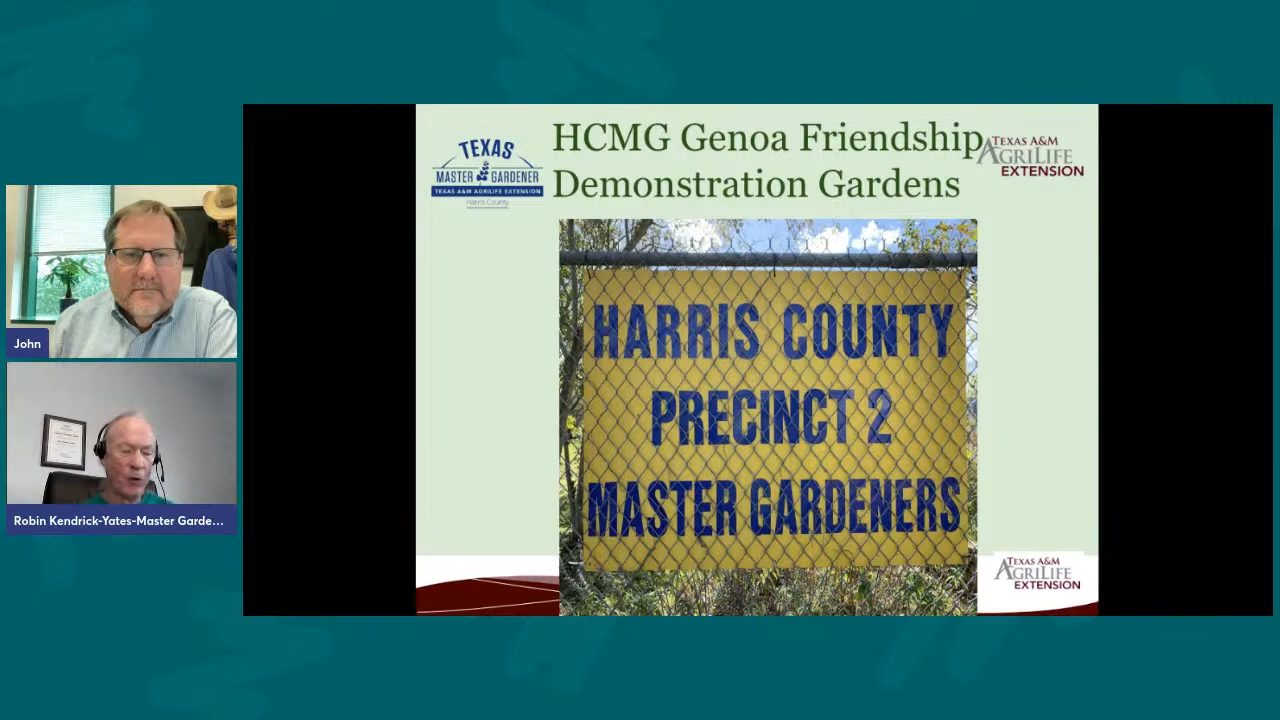 HCMG Genoa Friendship
Demonstration Gardens
TEXAS
MASTER GARDENER
TEXAS A&M AGRILIFE EXTENSION
Harris County
TEXAS A&M
AGRILIFE
EXTENSION
HARRIS COUNTY
PRECINCT 2
MASTER GARDENERS
John
Robin Kendrick-Yates-Master Garde...
TEXAS A&M
AGRILIFE
EXTENSION